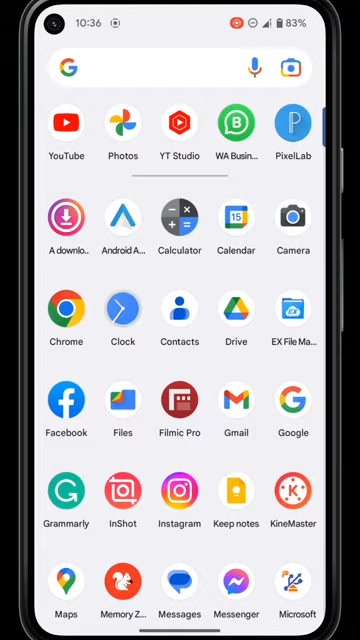 10:36 83%
YouTube Photos YT Studio WA Busin... PixelLab
A downlo.. Android A... Calculator Calendar Camera
15
Chrome Clock Contacts Drive EX File Ma...
Facebook Files Filmic Pro Gmail Google
Grammarly InShot Instagram Keep notes KineMaster
Maps Memory Z... Messages Messenger Microsoft